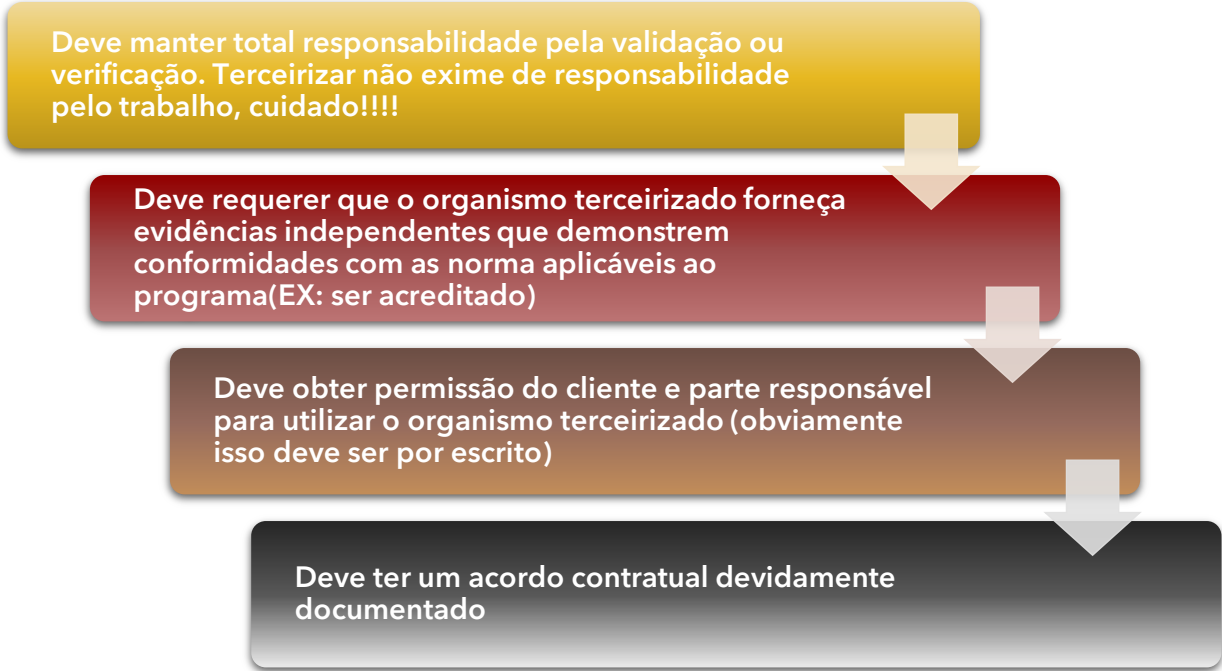 Deve manter total responsabilidade pela validação ou
verificação. Terceirizar não exime de responsabilidade
pelo trabalho, cuidado!!!!
Deve requerer que o organismo terceirizado forneça
evidências independentes que demonstrem
conformidades com as norma aplicáveis ao
programa(EX: ser acreditado)
Deve obter permissão do cliente e parte responsável
para utilizar o organismo terceirizado (obviamente
isso deve ser por escrito)
Deve ter um acordo contratual devidamente
documentado